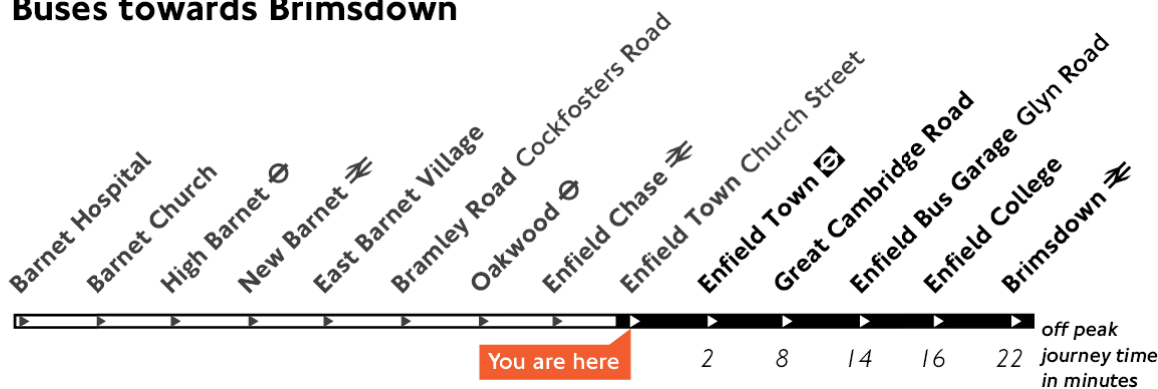 Buses towards Brimsdown
Barnet Hospital
Barnet Church
High Barnet
New Barnet
East Barnet Village
Bramley Road Cockfosters Road
Oakwood
Enfield Chase
Enfield Town Church Street
Enfield Town
Great Cambridge Road
Enfield Bus Garage Glyn Road
Enfield College
Brimsdown
You are here
2 8 14 16 22
off peak
journey time
in minutes